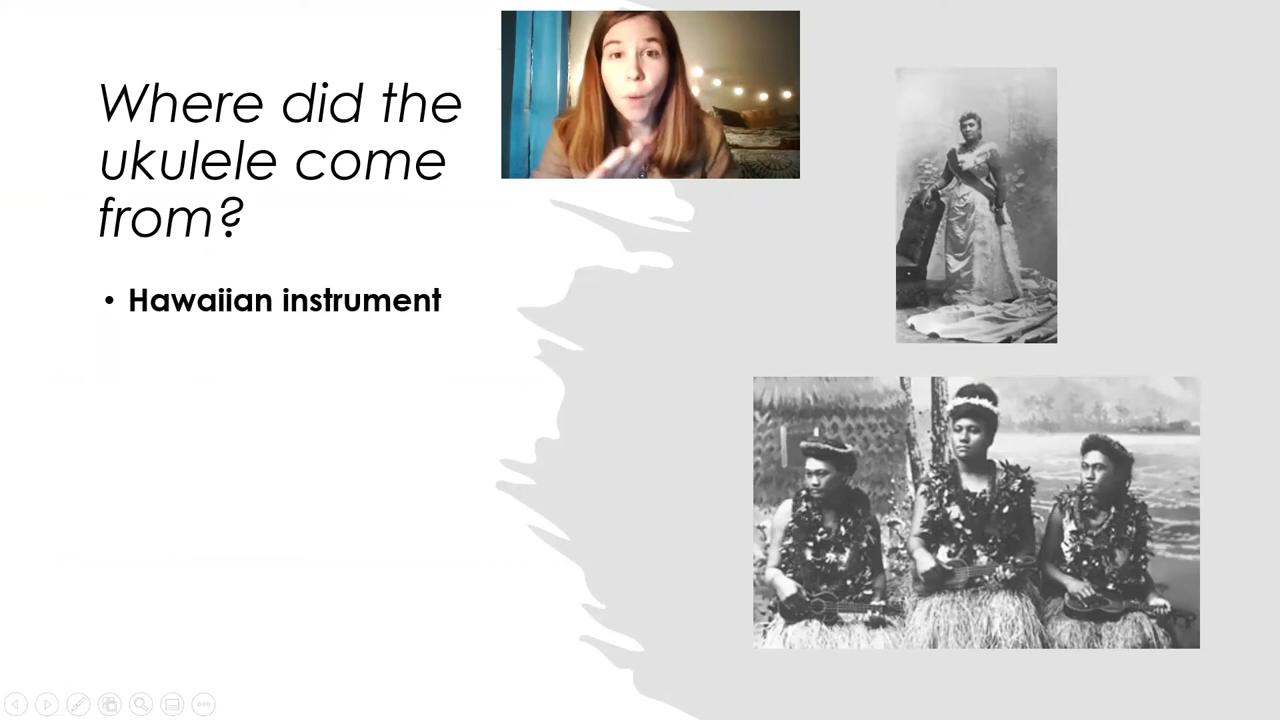 Where did the
ukulele come
from?
• Hawaiian instrument